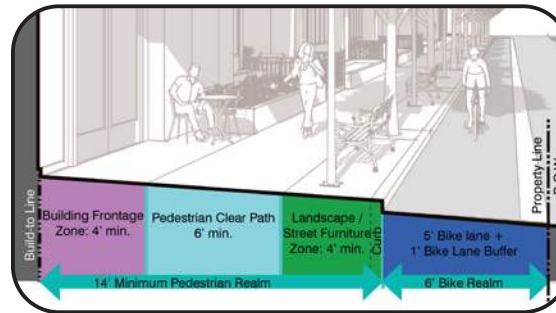 Build-to Line
Building Frontage
Zone: 4' min.
Pedestrian Clear Path
6' min.
Landscape /
Street Furniture
Zone: 4' min.
Curb
5' Bike lane +
1' Bike Lane Buffer
Property Line
14' Minimum Pedestrian Realm
6' Bike Realm